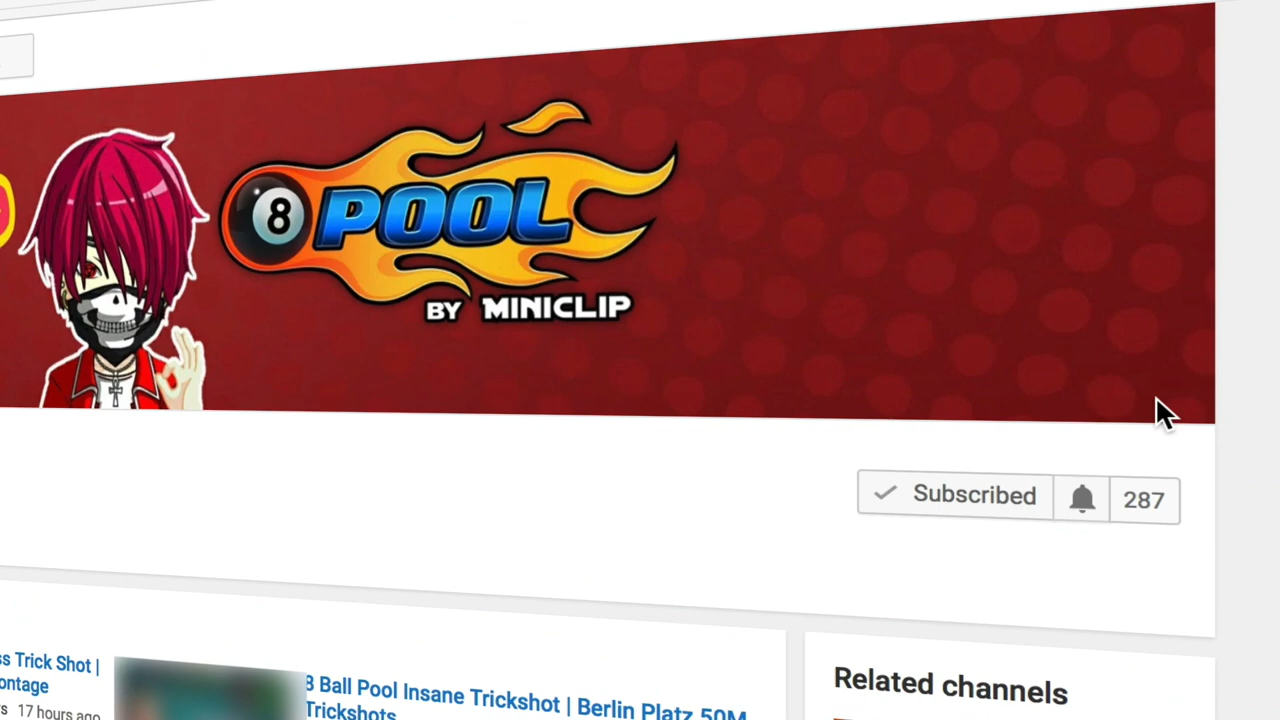 8 POOL
BY MINICLIP
Subscribed
287
ss Trick Shot |
ontage
rs 17 hours ago
8 Ball Pool Insane Trickshot | Berlin Platz 50M
Trickshots
Related channels